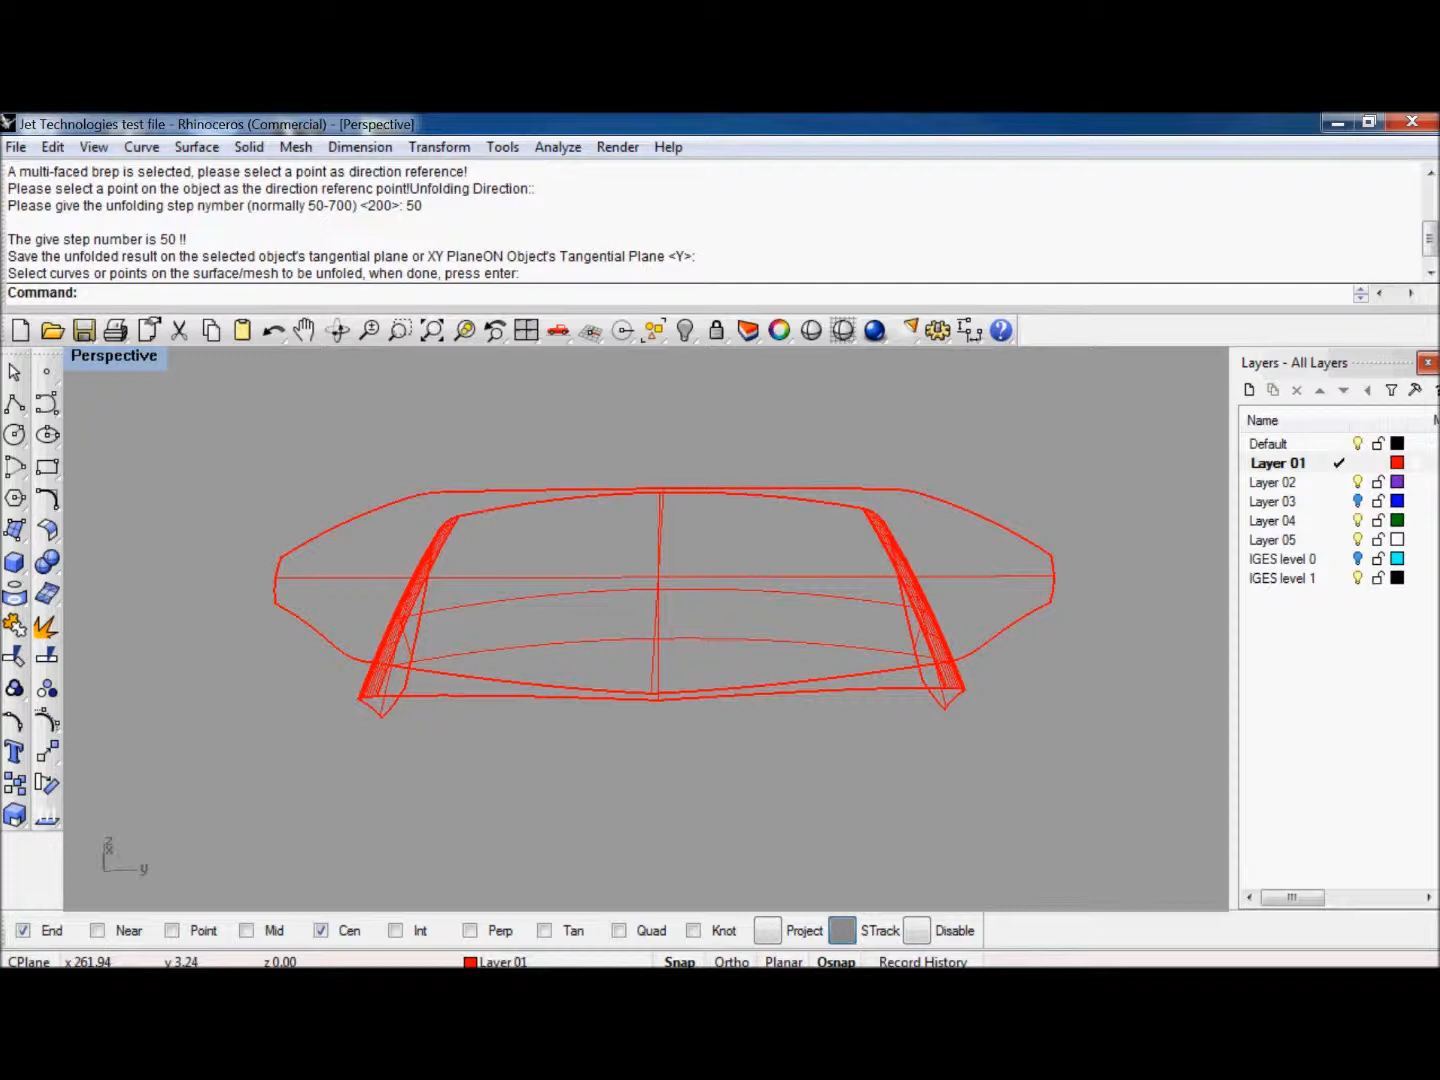 Jet Technologies test file - Rhinoceros (Commercial) - [Perspective]
File Edit View Curve Surface Solid Mesh Dimension Transform Tools Analyze Render Help
A multi-faced brep is selected, please select a point as direction reference!
Please select a point on the object as the direction referenc point!Unfolding Direction::
Please give the unfolding step nymber (normally 50-700) <200>: 50
The give step number is 50 !!
Save the unfolded result on the selected object's tangential plane or XY PlaneON Object's Tangential Plane <Y>:
Select curves or points on the surface/mesh to be unfoled, when done, press enter:
Command:
Perspective
Layers - All Layers
Name
Default
Layer 01
Layer 02
Layer 03
Layer 04
Layer 05
IGES level 0
IGES level 1
z
x
y
End Near Point Mid Cen Int Perp Tan Quad Knot Project STrack Disable
CPlane x 261.94 y 3.24 z 0.00 Layer 01 Snap Ortho Planar Osnap Record History